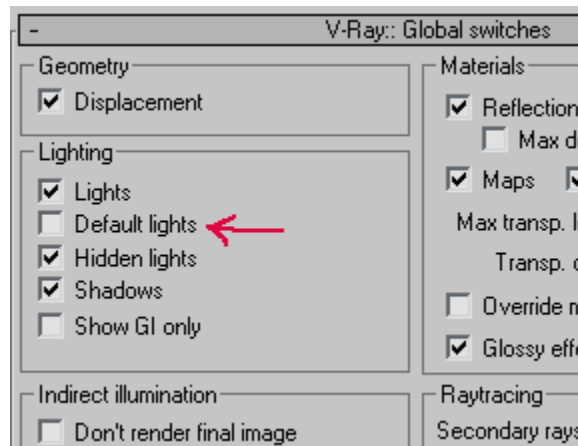 - V-Ray:: Global switches
Geometry
Displacement
Lighting
Lights
Default lights
Hidden lights
Shadows
Show GI only
Indirect illumination
Don't render final image
Materials
Reflection
Max d
Maps
Max transp. l
Transp.
Override
Glossy eff
Raytracing
Secondary rays